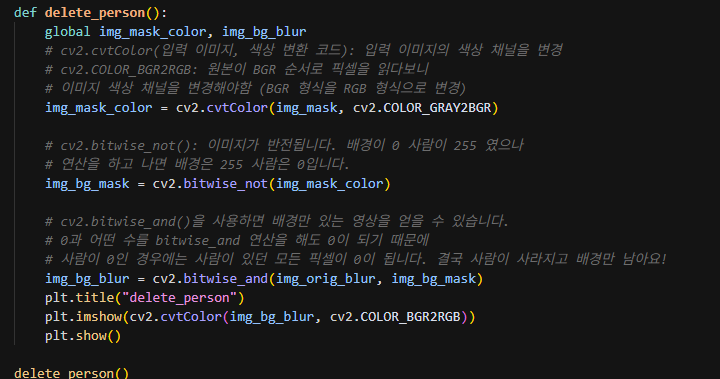 def delete_person():
global img_mask_color, img_bg_blur
# cv2.cvtColor(입력 이미지, 색상 변환 코드): 입력 이미지의 색상 채널을 변경
# cv2.COLOR_BGR2RGB: 원본이 BGR 순서로 픽셀을 읽다보니
# 이미지 색상 채널을 변경해야함 (BGR 형식을 RGB 형식으로 변경)
img_mask_color = cv2.cvtColor(img_mask, cv2.COLOR_GRAY2BGR)
# cv2.bitwise_not(): 이미지가 반전됩니다. 배경이 0 사람이 255 였으나
# 연산을 하고 나면 배경은 255 사람은 0입니다.
img_bg_mask = cv2.bitwise_not(img_mask_color)
# cv2.bitwise_and()을 사용하면 배경만 있는 영상을 얻을 수 있습니다.
# 0과 어떤 수를 bitwise_and 연산을 해도 0이 되기 때문에
# 사람이 0인 경우에는 사람이 있던 모든 픽셀이 0이 됩니다. 결국 사람이 사라지고 배경만 남아요!
img_bg_blur = cv2.bitwise_and(img_orig_blur, img_bg_mask)
plt.title("delete_person")
plt.imshow(cv2.cvtColor(img_bg_blur, cv2.COLOR_BGR2RGB))
plt.show()
delete_person()